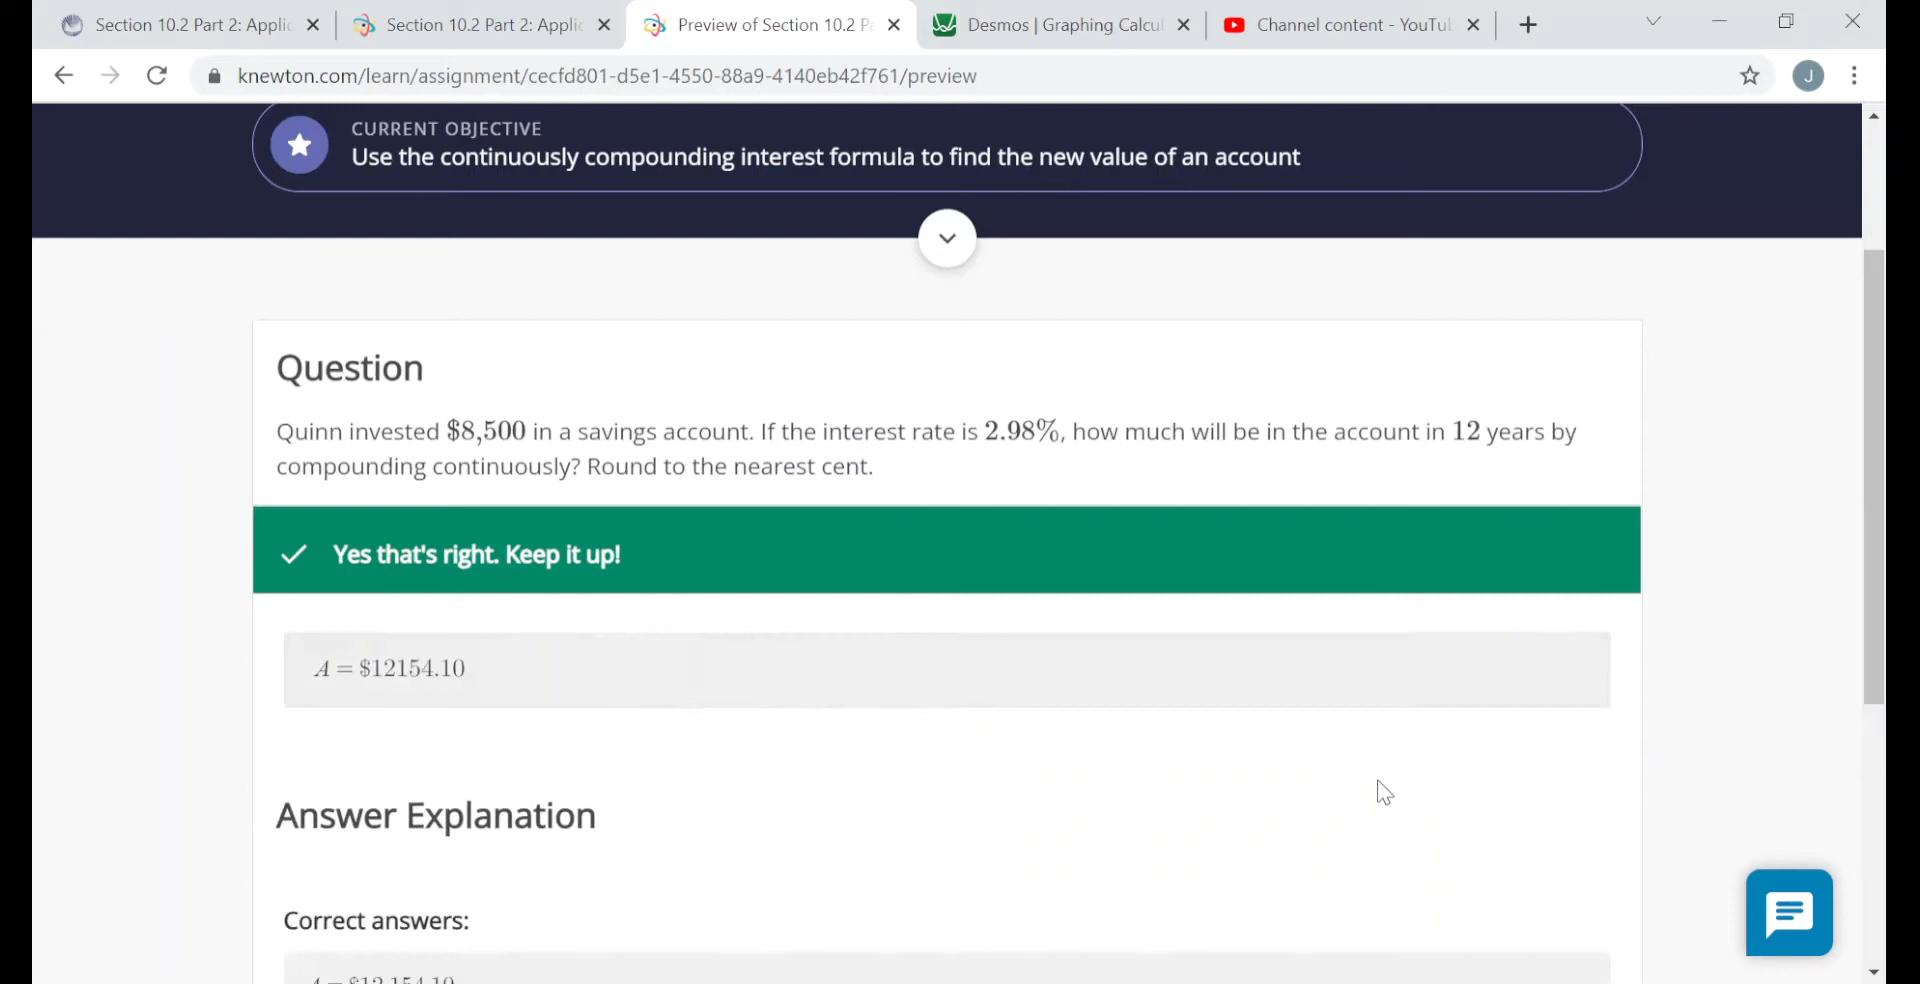 Section 10.2 Part 2: Applic
Section 10.2 Part 2: Applic
Preview of Section 10.2 P
Desmos | Graphing Calcul
Channel content - YouTub
knewton.com/learn/assignment/cecfd801-d5e1-4550-88a9-4140eb42f761/preview
J
CURRENT OBJECTIVE
Use the continuously compounding interest formula to find the new value of an account
Question
Quinn invested $8,500 in a savings account. If the interest rate is 2.98%, how much will be in the account in 12 years by
compounding continuously? Round to the nearest cent.
Yes that's right. Keep it up!
A = $12154.10
Answer Explanation
Correct answers:
A = $12,154.10